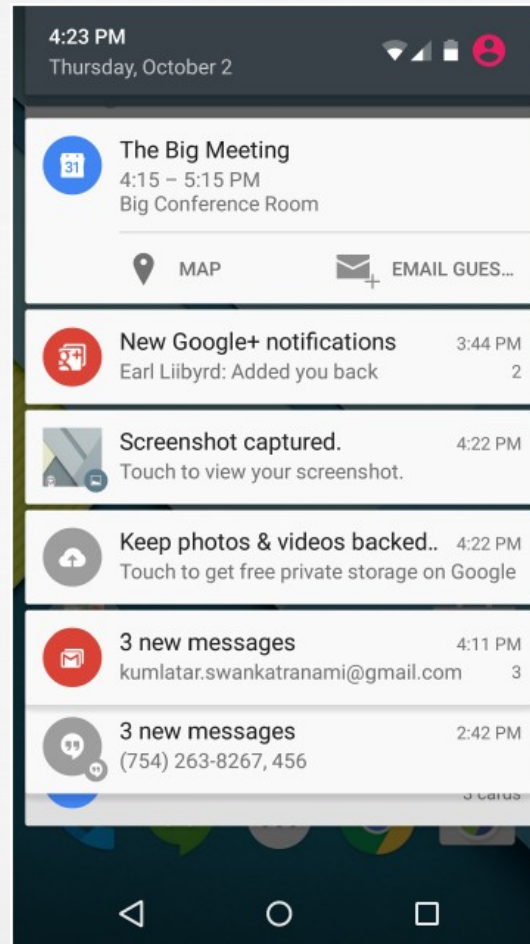 4:23 PM
Thursday, October 2
31
The Big Meeting
4:15 – 5:15 PM
Big Conference Room
MAP
EMAIL GUES...
New Google+ notifications 3:44 PM
Earl Liibyrd: Added you back 2
Screenshot captured. 4:22 PM
Touch to view your screenshot.
Keep photos & videos backed.. 4:22 PM
Touch to get free private storage on Google
3 new messages 4:11 PM
kumlatar.swankatranami@gmail.com 3
3 new messages 2:42 PM
(754) 263-8267, 456
cards